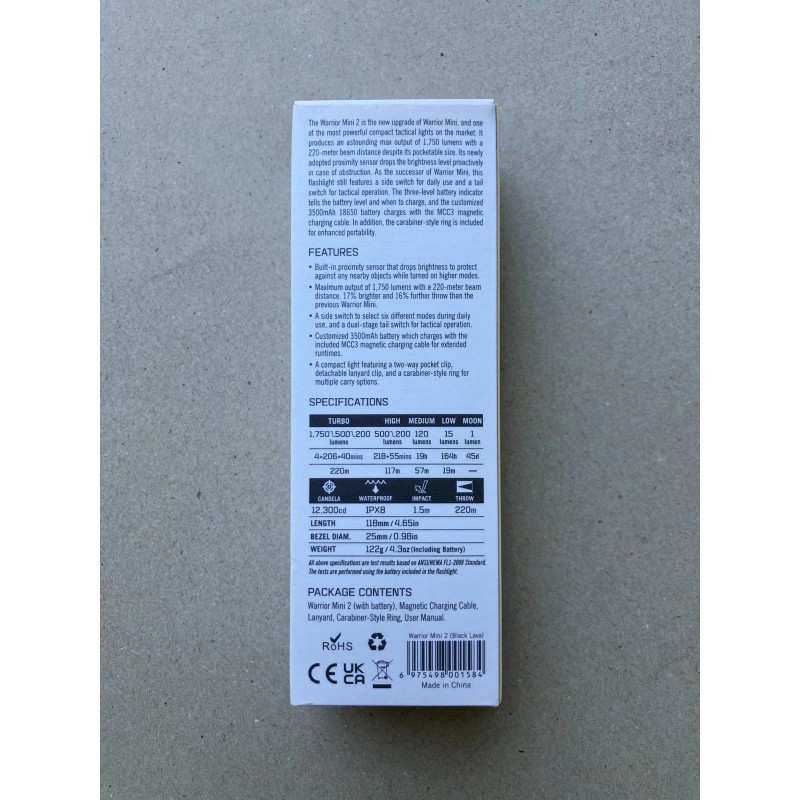 The Warrior Mini 2 is the new upgrade of Warrior Mini, and one
of the most powerful compact tactical lights on the market. It
produces an astounding max output of 1,750 lumens with a
220-meter beam distance despite its pocketable size. Its newly
adopted proximity sensor drops the brightness level proactively
in case of obstruction. As the successor of Warrior Mini, this
flashlight still features a side switch for daily use and a tail
switch for tactical operation. The three-level battery indicator
tells the battery level and when to charge, and the customized
3500mAh 18650 battery charges with the MCC3 magnetic
charging cable. In addition, the carabiner-style ring is included
for enhanced portability.
FEATURES
• Built-in proximity sensor that drops brightness to protect
against any nearby objects while turned on higher modes.
• Maximum output of 1,750 lumens with a 220-meter beam
distance. 17% brighter and 16% further throw than the
previous Warrior Mini.
• A side switch to select six different modes during daily
use, and a dual-stage tail switch for tactical operation.
• Customized 3500mAh battery which charges with the
included MCC3 magnetic charging cable for extended
runtimes.
• A compact light featuring a two-way pocket clip,
detachable lanyard clip, and a carabiner-style ring for
multiple carry options.
SPECIFICATIONS
TURBO HIGH MEDIUM LOW MOON
1,750\500\200 500\200 120 15 1
lumens lumens lumens lumens lumen
4+206+40mins 218+55mins 19h 164h 45d
220m 117m 57m 19m —
CANDELA WATERPROOF IMPACT THROW
12,300cd IPX8 1.5m 220m
LENGTH 118mm / 4.65in
BEZEL DIAM. 25mm / 0.98in
WEIGHT 122g / 4.3oz (Including Battery)
All above specifications are test results based on ANSI/NEMA FL1-2009 Standard.
The tests are performed using the battery included in the flashlight.
PACKAGE CONTENTS
Warrior Mini 2 (with battery), Magnetic Charging Cable,
Lanyard, Carabiner-Style Ring, User Manual.
RoHS
CE UK CA
Warrior Mini 2 (Black Lava)
6 975498 001584
Made in China